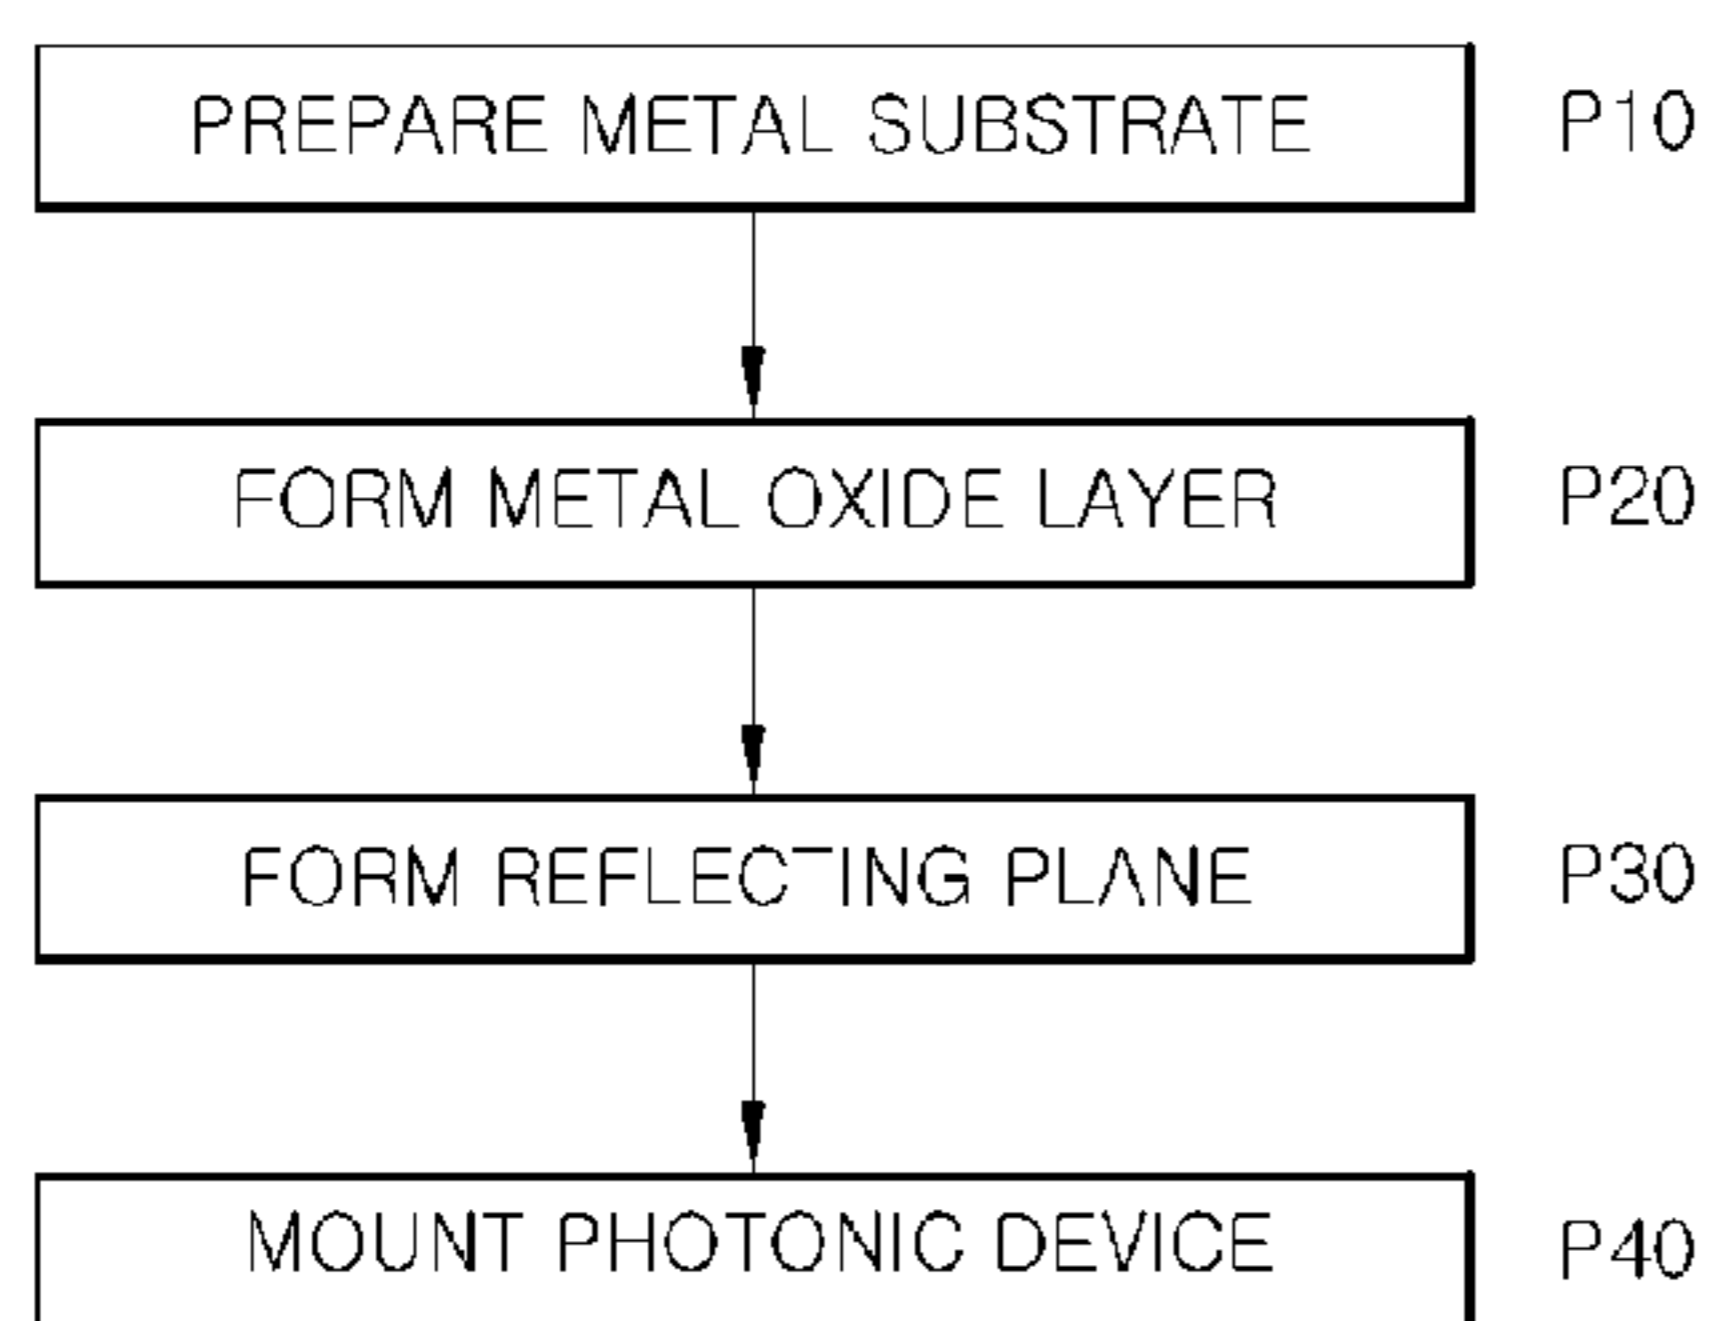 PREPARE METAL SUBSTRATE P10
FORM METAL OXIDE LAYER P20
FORM REFLECTING PLANE P30
MOUNT PHOTONIC DEVICE P40